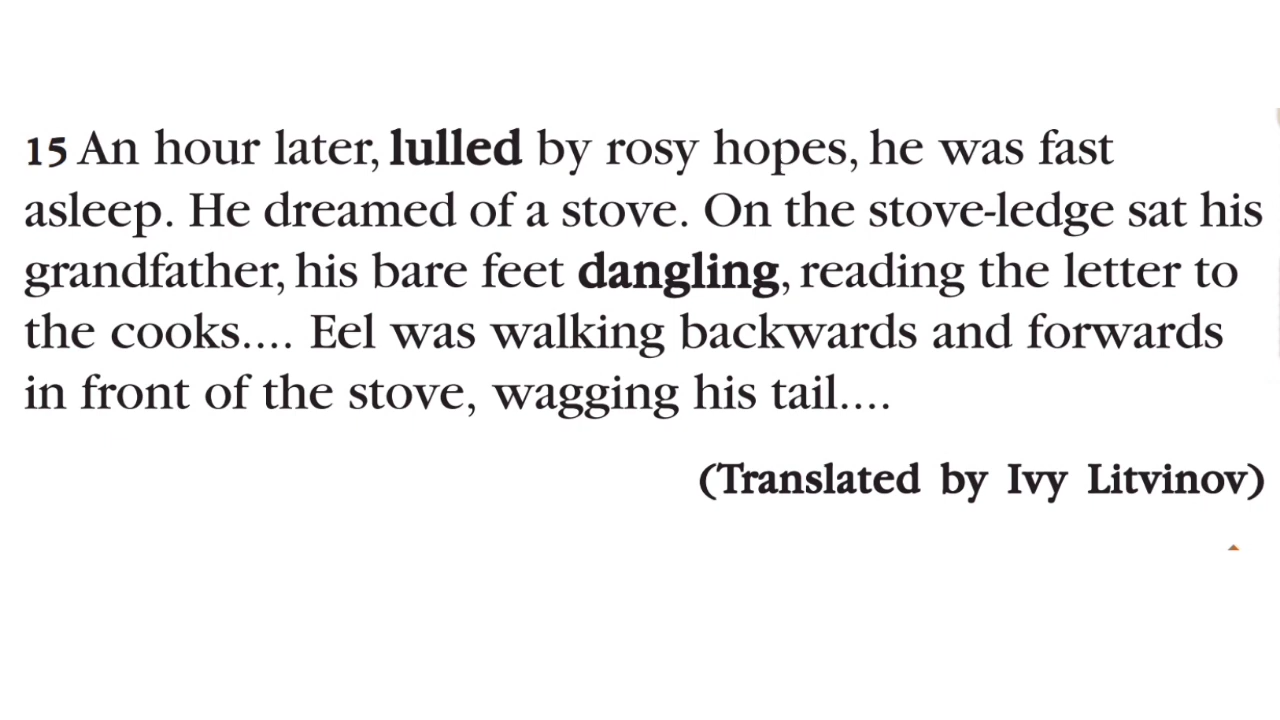 15 An hour later, lulled by rosy hopes, he was fast
asleep. He dreamed of a stove. On the stove-ledge sat his
grandfather, his bare feet dangling, reading the letter to
the cooks.... Eel was walking backwards and forwards
in front of the stove, wagging his tail....
(Translated by Ivy Litvinov)